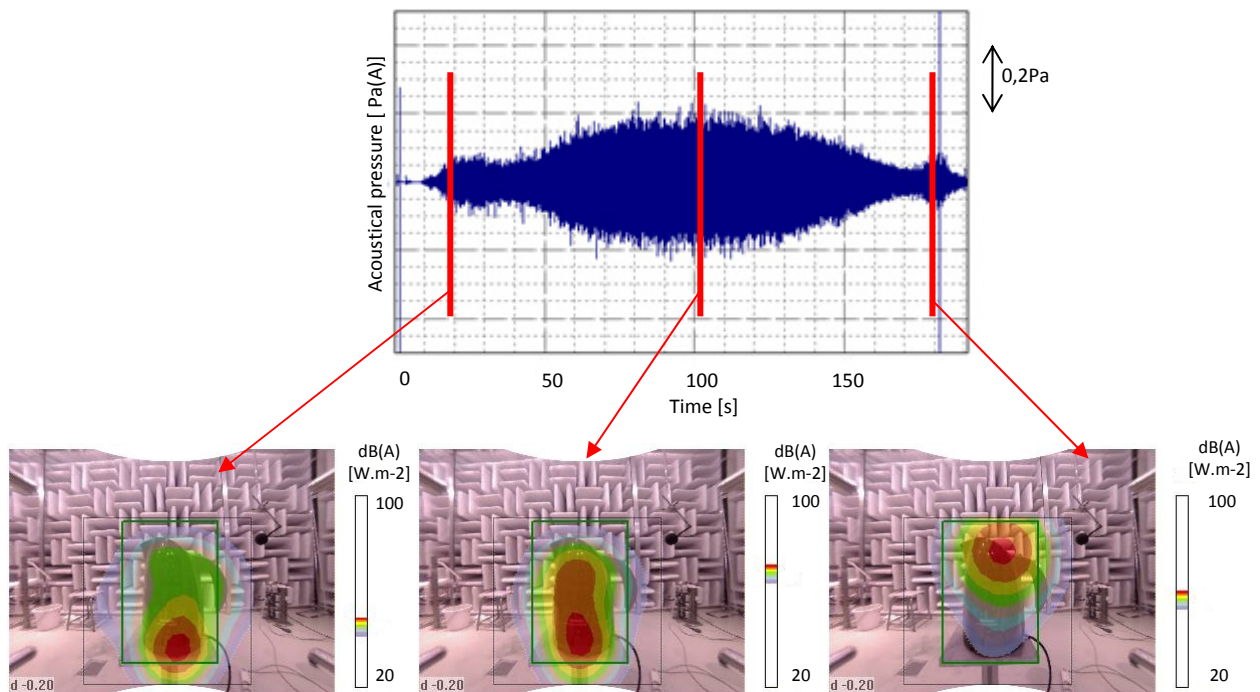 Acoustical pressure [ Pa(A)]
0,2Pa
0 50 100 150
Time [s]
dB(A)
[W.m-2]
100
20
d -0.20
dB(A)
[W.m-2]
100
20
d -0.20
dB(A)
[W.m-2]
100
20
d -0.20